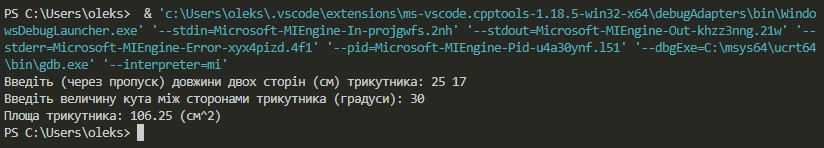 PS C:\Users\oleks>  & 'c:\Users\oleks\.vscode\extensions\ms-vscode.cpptools-1.18.5-win32-x64\debugAdapters\bin\Windo
wsDebugLauncher.exe' '--stdin=Microsoft-MIEngine-In-projgwfs.2nh' '--stdout=Microsoft-MIEngine-Out-khzz3nng.21w' '--
stderr=Microsoft-MIEngine-Error-xyx4pizd.4f1' '--pid=Microsoft-MIEngine-Pid-u4a30ynf.l51' '--dbgExe=C:\msys64\ucrt64
\bin\gdb.exe' '--interpreter=mi'
Введіть (через пропуск) довжини двох сторін (см) трикутника: 25 17
Введіть величину кута між сторонами трикутника (градуси): 30
Площа трикутника: 106.25 (см^2)
PS C:\Users\oleks>